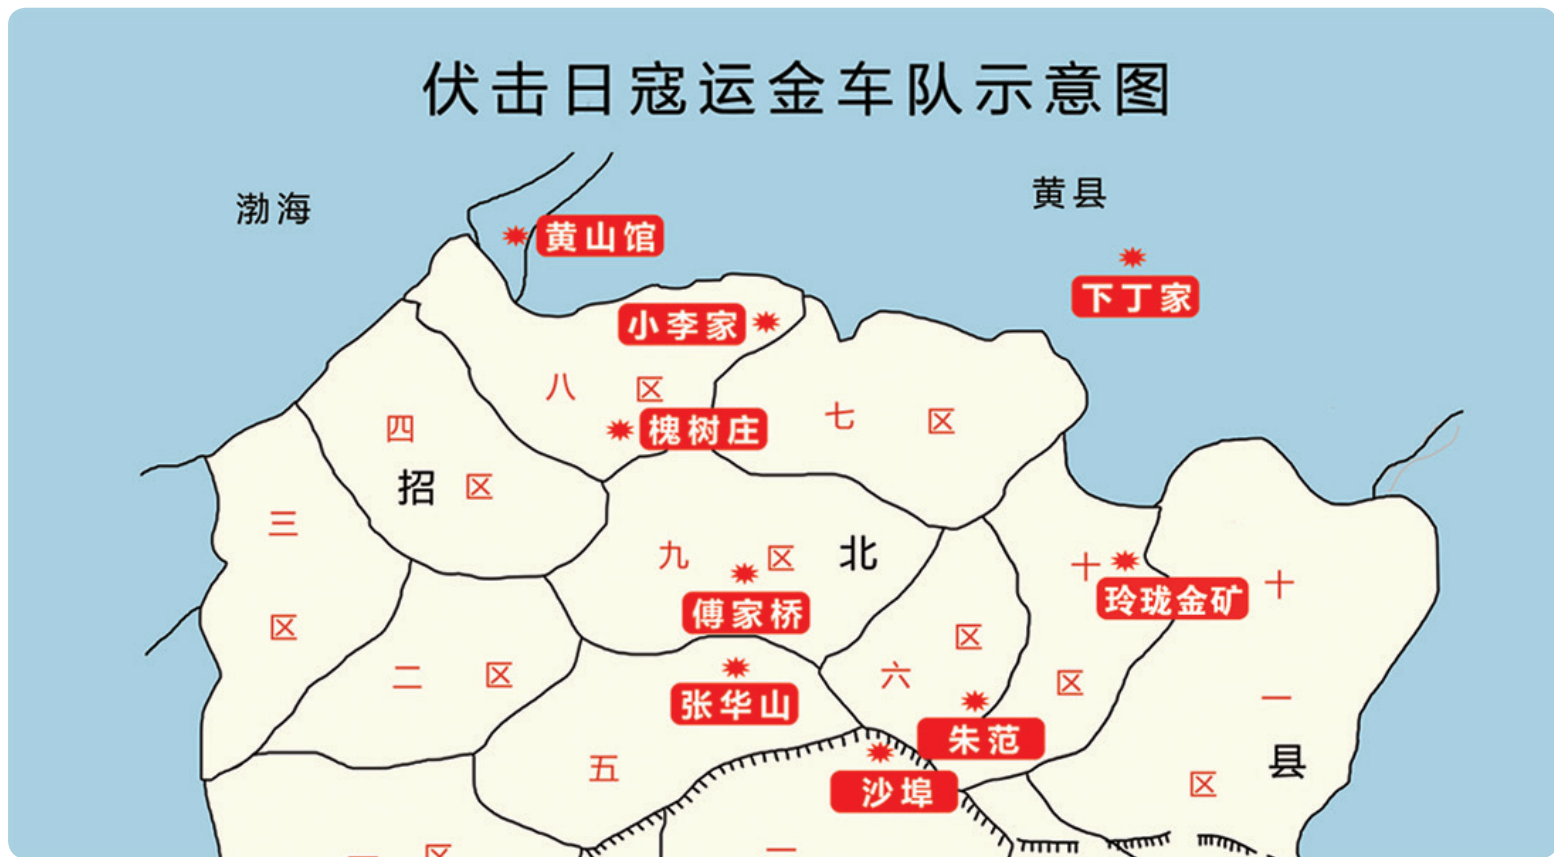 伏击日寇运金车队示意图
渤海
黄县
黄山馆
下丁家
小李家
八区
槐树庄
七区
四区
招
三区
九区
北
傅家桥
十区
玲珑金矿
十一区
县
二区
六区
张华山
朱范
沙埠
五
区
一